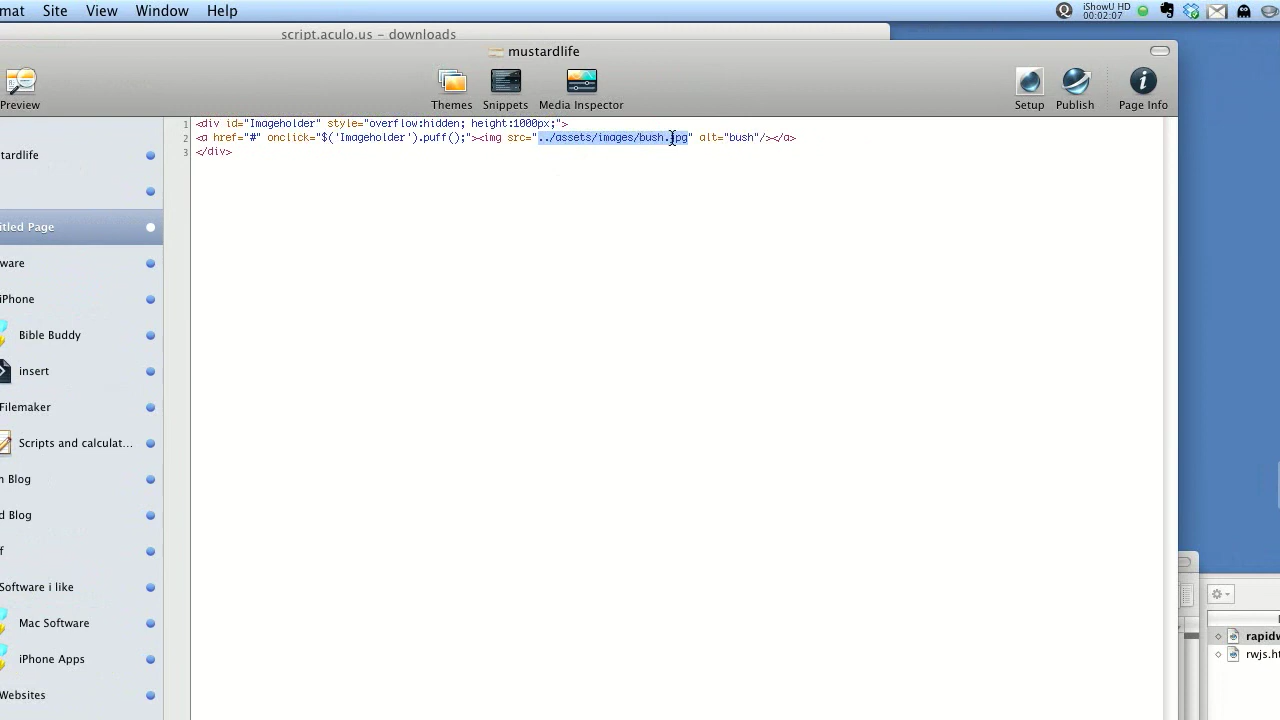 mat Site View Window Help
iShowU HD
00:02:07
script.aculo.us – downloads
mustardlife
Preview
Themes Snippets Media Inspector
Setup Publish Page Info
1 <div id="Imageholder" style="overflow:hidden; height:1000px;">
2 <a href="#" onclick="$('Imageholder').puff();"><img src="../assets/images/bush.jpg" alt="bush"/></a>
3 </div>
tardlife
itled Page
ware
iPhone
Bible Buddy
insert
Filemaker
Scripts and calculat...
n Blog
d Blog
f
Software i like
Mac Software
iPhone Apps
Websites
rapidw
rwjs.ht